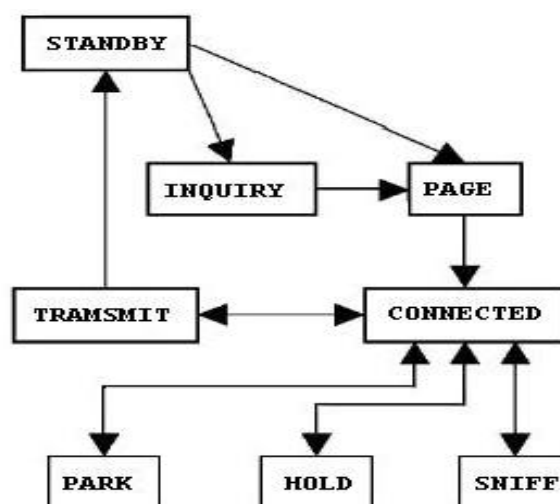 STANDBY
INQUIRY
PAGE
TRAMSMIT
CONNECTED
PARK
HOLD
SNIFF